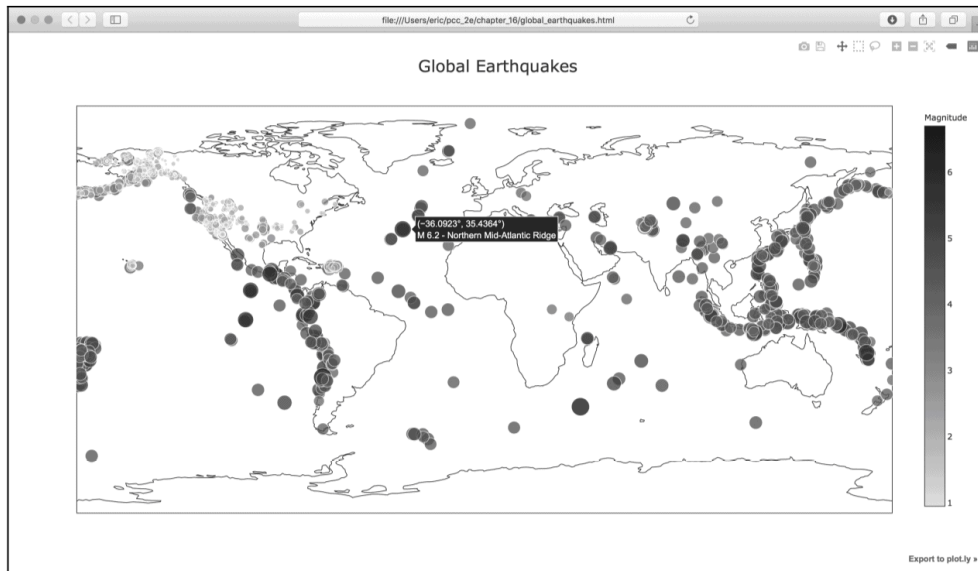 file:///Users/eric/pcc_2e/chapter_16/global_earthquakes.html
Global Earthquakes
Magnitude
(−36.0923°, 35.4364°)
M 6.2 - Northern Mid-Atlantic Ridge
6
5
4
3
2
1
Export to plot.ly »